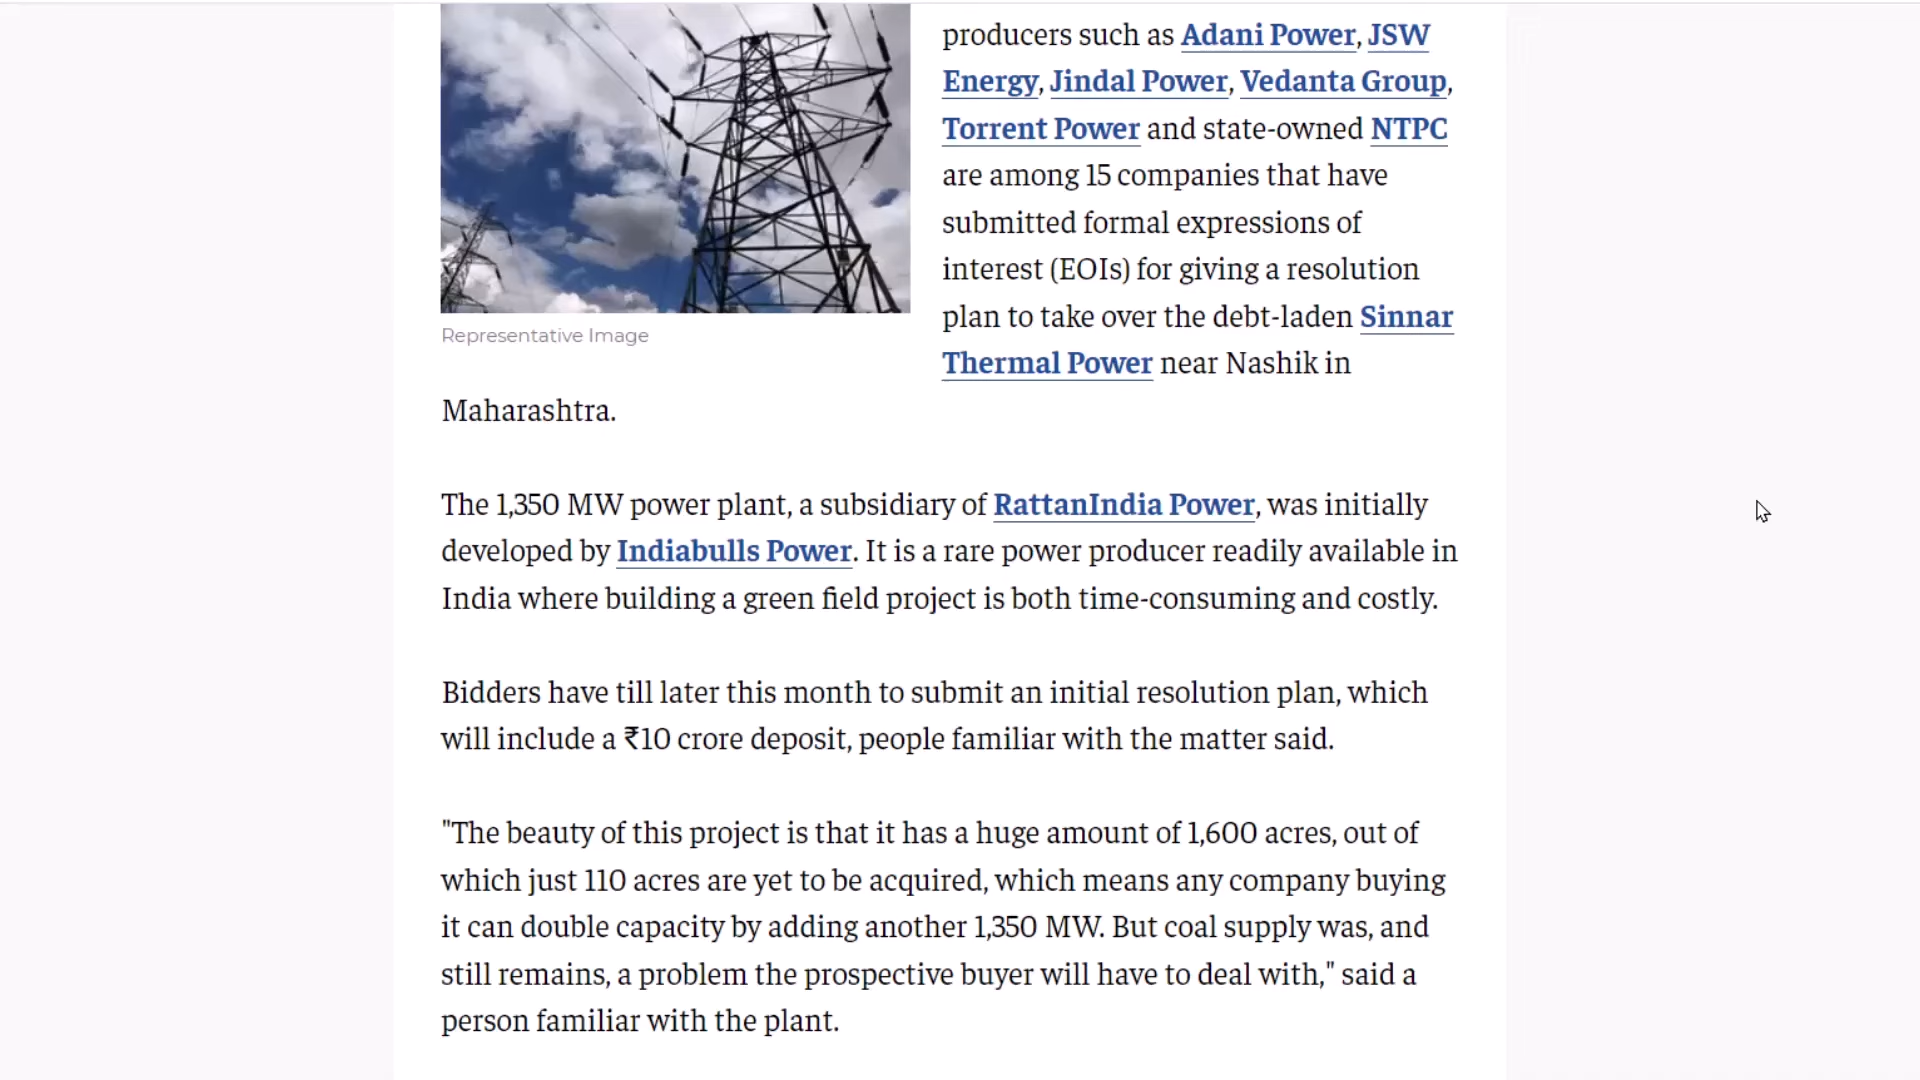 producers such as Adani Power, JSW
Energy, Jindal Power, Vedanta Group,
Torrent Power and state-owned NTPC
are among 15 companies that have
submitted formal expressions of
interest (EOIs) for giving a resolution
plan to take over the debt-laden Sinnar
Thermal Power near Nashik in
Representative Image
Maharashtra.
The 1,350 MW power plant, a subsidiary of RattanIndia Power, was initially
developed by Indiabulls Power. It is a rare power producer readily available in
India where building a green field project is both time-consuming and costly.
Bidders have till later this month to submit an initial resolution plan, which
will include a ₹10 crore deposit, people familiar with the matter said.
"The beauty of this project is that it has a huge amount of 1,600 acres, out of
which just 110 acres are yet to be acquired, which means any company buying
it can double capacity by adding another 1,350 MW. But coal supply was, and
still remains, a problem the prospective buyer will have to deal with," said a
person familiar with the plant.